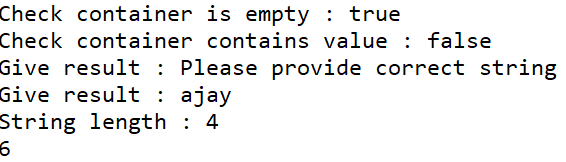 Check container is empty : true
Check container contains value : false
Give result : Please provide correct string
Give result : ajay
String length : 4
6